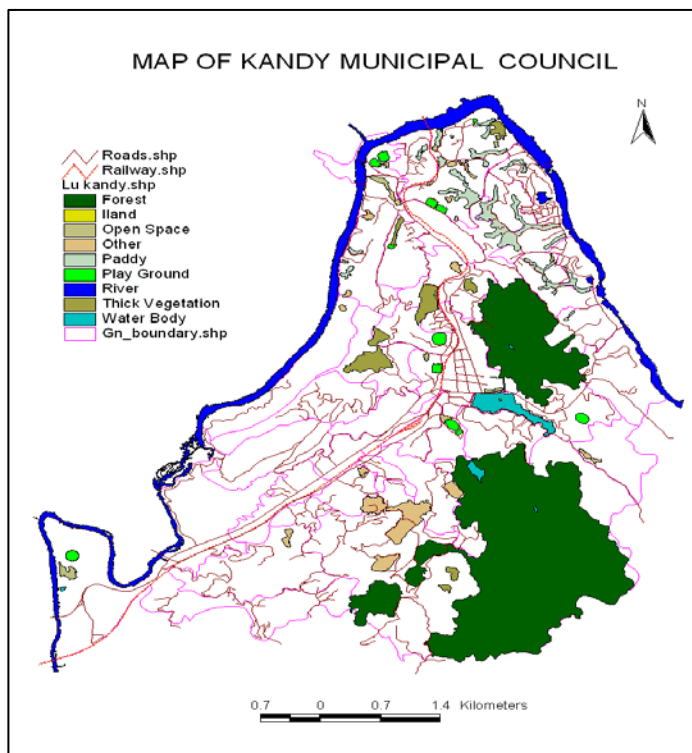 MAP OF KANDY MUNICIPAL COUNCIL
N
Roads.shp
Railway.shp
Lu kandy.shp
Forest
Iland
Open Space
Other
Paddy
Play Ground
River
Thick Vegetation
Water Body
Gn_boundary.shp
0.7 0 0.7 1.4 Kilometers